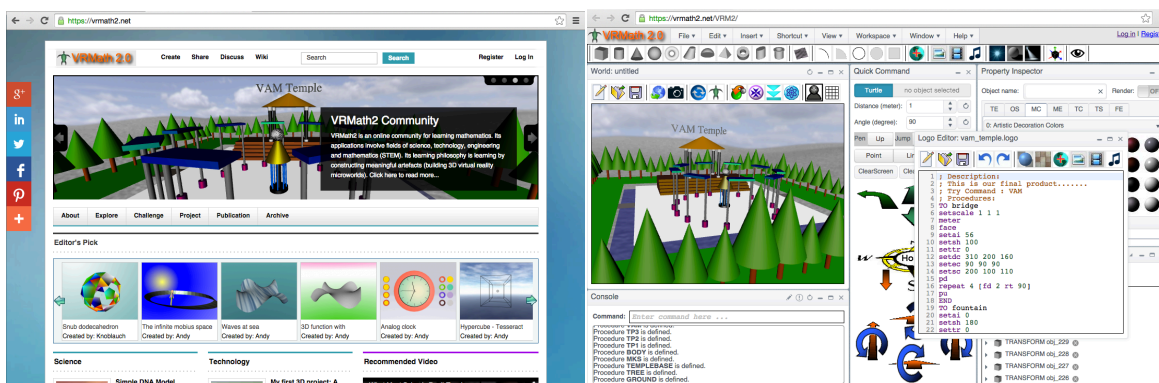 https://vrmath2.net
VRMath 2.0
Create Share Discuss Wiki
Search
Search
Register Log In
VAM Temple
VRMath2 Community
VRMath2 is an online community for learning mathematics. Its
applications involve fields of science, technology, engineering
and mathematics (STEM). Its learning philosophy is learning by
constructing meaningful artefacts (building 3D virtual reality
microworlds). Click here to read more...
About Explore Challenge Project Publication Archive
Editor's Pick
Snub dodecahedron
Created by: Knoblauch
The infinite mobius space
Created by: Andy
Waves at sea
Created by: Andy
3D function with
Created by: Andy
Analog clock
Created by: Andy
Hypercube - Tesseract
Created by: Andy
Science
Technology
Recommended Video
Simple DNA Model
My first 3D project: A
https://vrmath2.net/VRM2/
VRMath 2.0
File Edit Insert Shortcut View Workspace Window Help
Log in | Regis
World: untitled
VAM Temple
Console
Command: Enter command here ...
Procedure VAM is defined.
Procedure TP3 is defined.
Procedure TP2 is defined.
Procedure TP1 is defined.
Procedure BODY is defined.
Procedure MKS is defined.
Procedure TEMPLEBASE is defined.
Procedure TREE is defined.
Procedure GROUND is defined.
Quick Command
Turtle no object selected
Distance (meter): 1
Angle (degree): 90
Pen Up Jump
Point Lin
ClearScreen Cle
Ho
Property Inspector
Object name: Render: OF
TE OS MC ME TC TS FE
0: Artistic Decoration Colors
Logo Editor: vam_temple.logo
1 ; Description:
2 ; This is our final product.......
3 ; Try Command : VAM
4 ; Procedures:
5 TO bridge
6 setscale 1 1 1
7 meter
8 face
9 setai 56
10 setsh 100
11 settr 0
12 setdc 310 200 160
13 setec 90 90 90
14 setsc 200 100 110
15 pd
16 repeat 4 [fd 2 rt 90]
17 pu
18 END
19 TO fountain
20 setai 0
21 setsh 180
22 settr 0
TRANSFORM obj_229
TRANSFORM obj_228
TRANSFORM obj_227
TRANSFORM obj_226